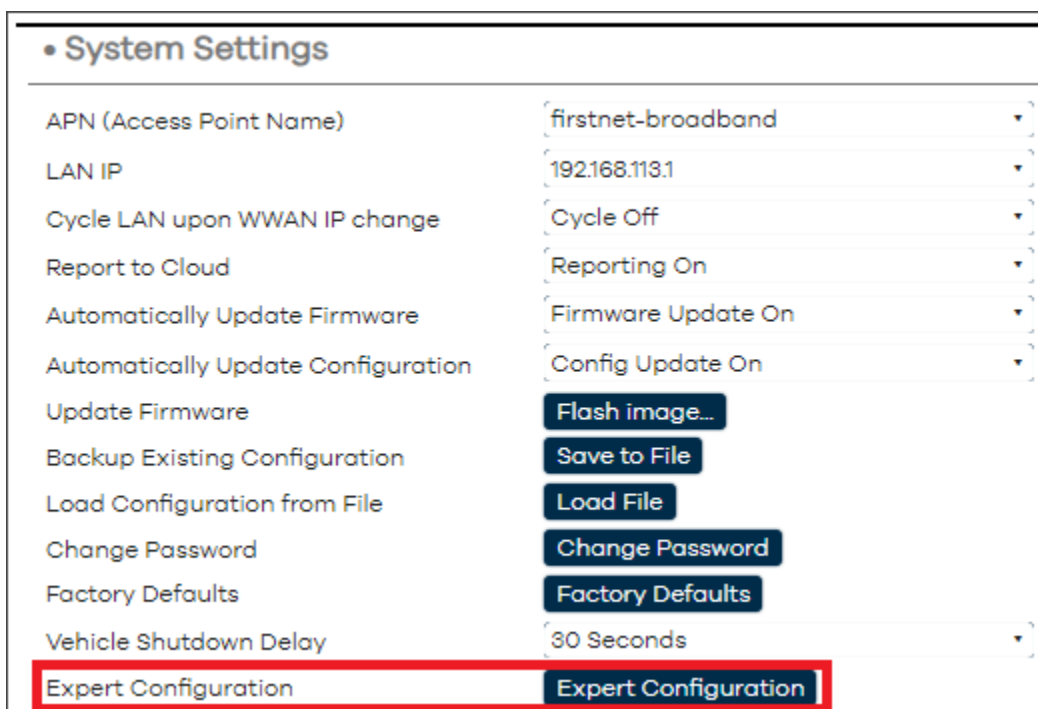 • System Settings
APN (Access Point Name) firstnet-broadband
LAN IP 192.168.113.1
Cycle LAN upon WWAN IP change Cycle Off
Report to Cloud Reporting On
Automatically Update Firmware Firmware Update On
Automatically Update Configuration Config Update On
Update Firmware Flash image...
Backup Existing Configuration Save to File
Load Configuration from File Load File
Change Password Change Password
Factory Defaults Factory Defaults
Vehicle Shutdown Delay 30 Seconds
Expert Configuration Expert Configuration